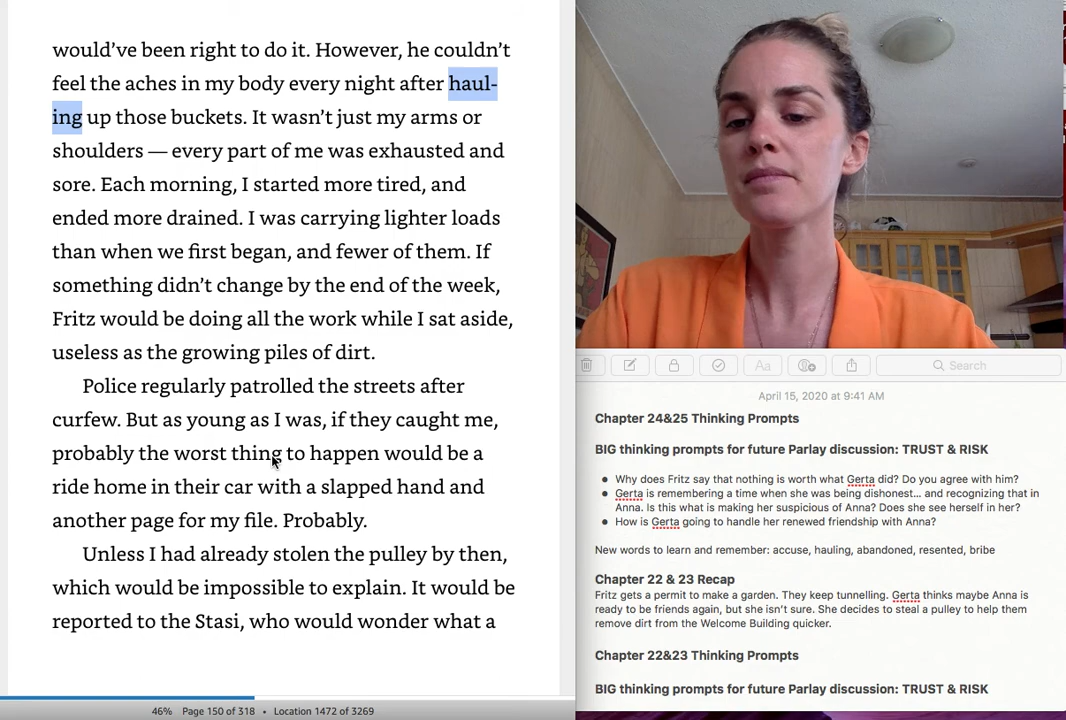 would’ve been right to do it. However, he couldn’t
feel the aches in my body every night after haul-
ing up those buckets. It wasn’t just my arms or
shoulders — every part of me was exhausted and
sore. Each morning, I started more tired, and
ended more drained. I was carrying lighter loads
than when we first began, and fewer of them. If
something didn’t change by the end of the week,
Fritz would be doing all the work while I sat aside,
useless as the growing piles of dirt.
Police regularly patrolled the streets after
curfew. But as young as I was, if they caught me,
probably the worst thing to happen would be a
ride home in their car with a slapped hand and
another page for my file. Probably.
Unless I had already stolen the pulley by then,
which would be impossible to explain. It would be
reported to the Stasi, who would wonder what a
46% Page 150 of 318 • Location 1472 of 3269
Aa
Search
April 15, 2020 at 9:41 AM
Chapter 24&25 Thinking Prompts
BIG thinking prompts for future Parlay discussion: TRUST & RISK
• Why does Fritz say that nothing is worth what Gerta did? Do you agree with him?
• Gerta is remembering a time when she was being dishonest... and recognizing that in
Anna. Is this what is making her suspicious of Anna? Does she see herself in her?
• How is Gerta going to handle her renewed friendship with Anna?
New words to learn and remember: accuse, hauling, abandoned, resented, bribe
Chapter 22 & 23 Recap
Fritz gets a permit to make a garden. They keep tunnelling. Gerta thinks maybe Anna is
ready to be friends again, but she isn’t sure. She decides to steal a pulley to help them
remove dirt from the Welcome Building quicker.
Chapter 22&23 Thinking Prompts
BIG thinking prompts for future Parlay discussion: TRUST & RISK